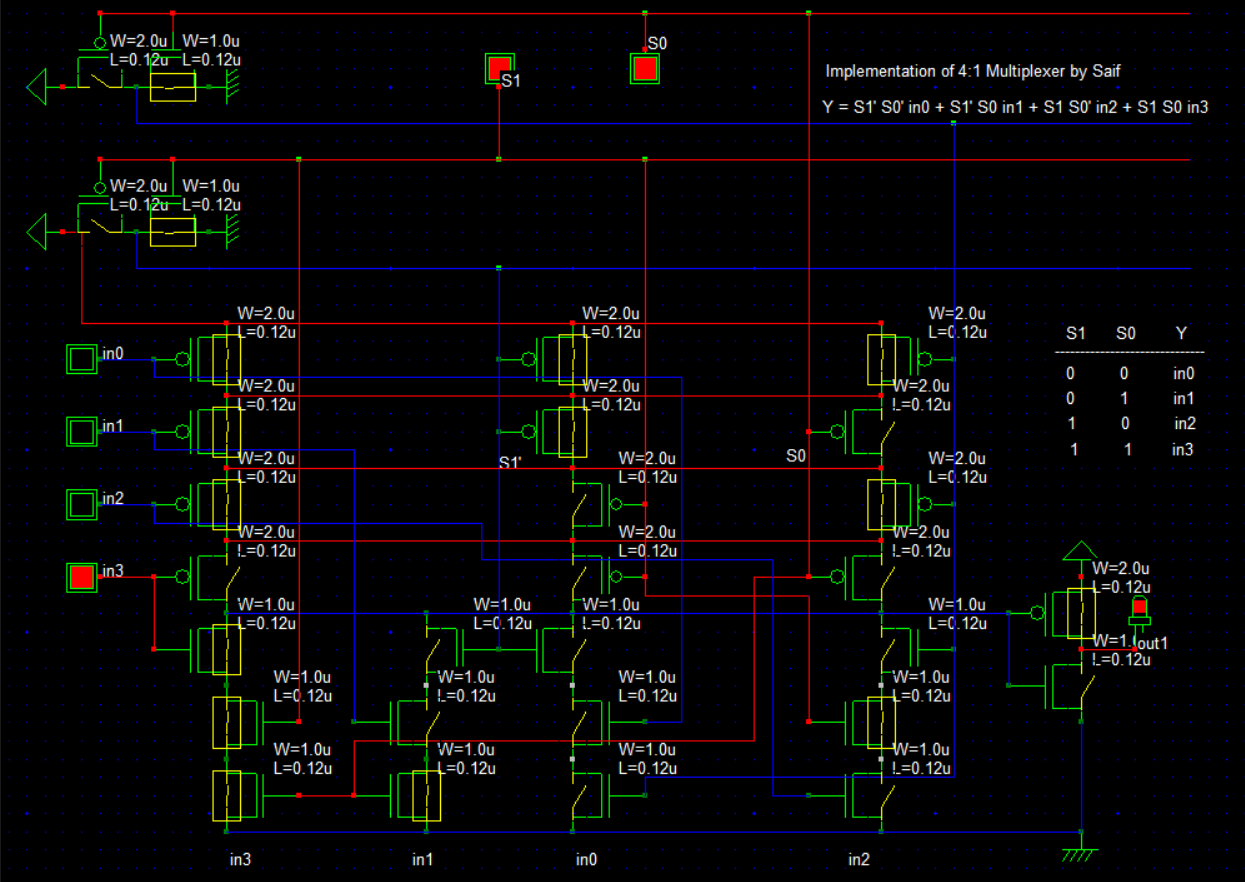 W=2.0u W=1.0u
L=0.12u L=0.12u
S1
S0
Implementation of 4:1 Multiplexer by Saif
Y = S1' S0' in0 + S1' S0 in1 + S1 S0' in2 + S1 S0 in3
W=2.0u W=1.0u
L=0.12u L=0.12u
W=2.0u W=2.0u W=2.0u
L=0.12u L=0.12u L=0.12u
in0
W=2.0u W=2.0u W=2.0u
L=0.12u L=0.12u L=0.12u
in1
S1' S0
W=2.0u W=2.0u W=2.0u
L=0.12u L=0.12u L=0.12u
in2
W=2.0u W=2.0u W=2.0u
L=0.12u L=0.12u L=0.12u
in3
W=1.0u W=1.0u W=1.0u W=1.0u
L=0.12u L=0.12u L=0.12u L=0.12u
W=1.0u W=1.0u W=1.0u W=1.0u
L=0.12u L=0.12u L=0.12u L=0.12u
W=1.0u W=1.0u W=1.0u W=1.0u
L=0.12u L=0.12u L=0.12u L=0.12u
in3 in1 in0 in2
S1 S0 Y
0 0 in0
0 1 in1
1 0 in2
1 1 in3
W=2.0u
L=0.12u
out1
L=0.12u